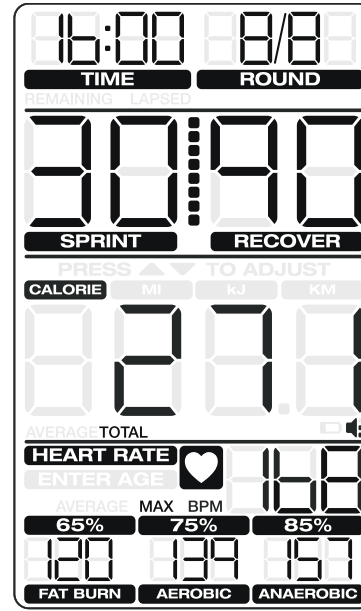 16:00 8/8
TIME ROUND
REMAINING LAPSED
30 90
SPRINT RECOVER
PRESS ▲▼ TO ADJUST
CALORIE MI kJ KM
271
AVERAGE TOTAL
HEART RATE
ENTER AGE
168
AVERAGE MAX BPM
65% 75% 85%
120 139 157
FAT BURN AEROBIC ANAEROBIC